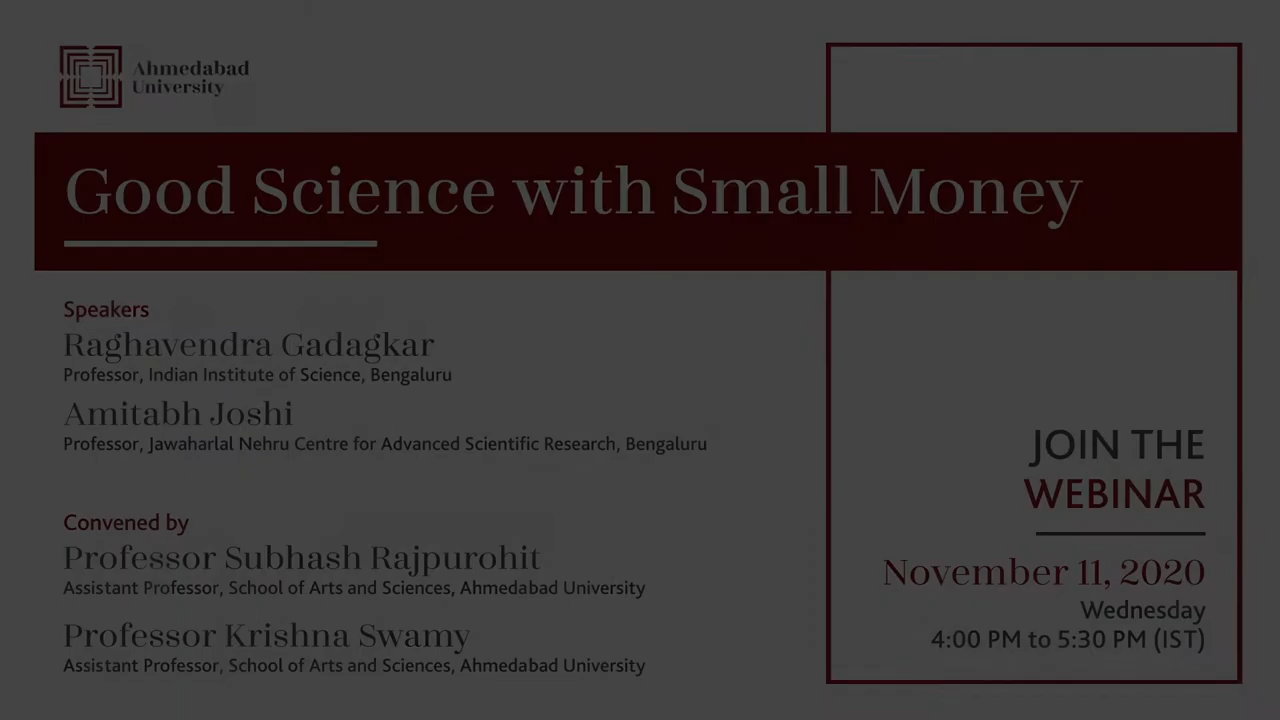 Ahmedabad
University
Good Science with Small Money
Speakers
Raghavendra Gadagkar
Professor, Indian Institute of Science, Bengaluru
Amitabh Joshi
Professor, Jawaharlal Nehru Centre for Advanced Scientific Research, Bengaluru
Convened by
Professor Subhash Rajpurohit
Assistant Professor, School of Arts and Sciences, Ahmedabad University
Professor Krishna Swamy
Assistant Professor, School of Arts and Sciences, Ahmedabad University
JOIN THE
WEBINAR
November 11, 2020
Wednesday
4:00 PM to 5:30 PM (IST)